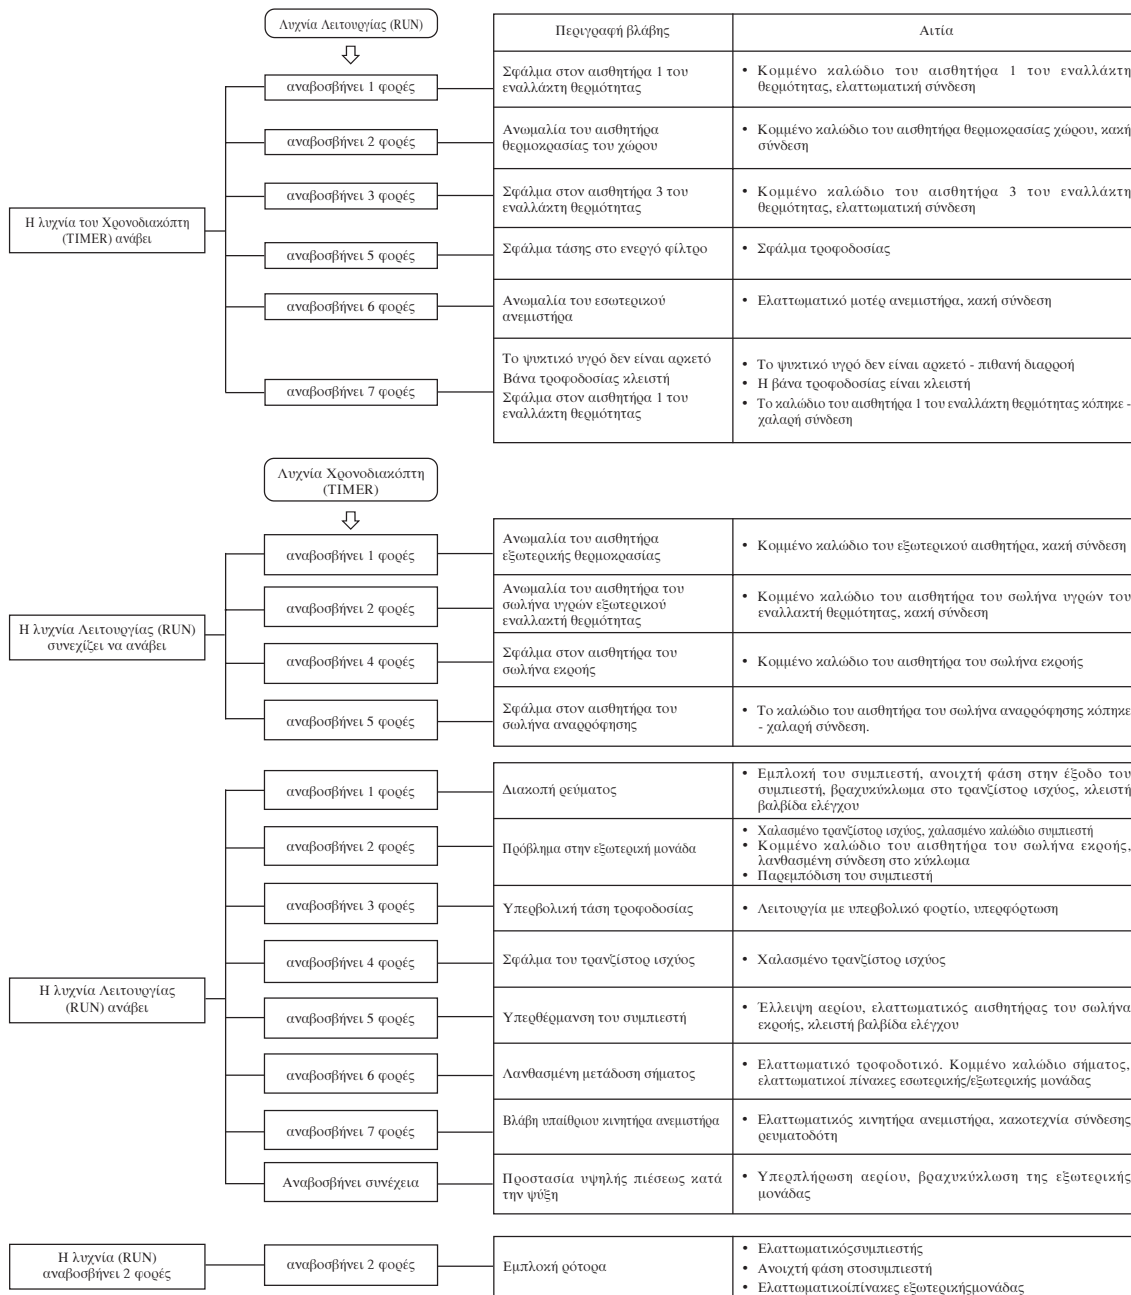 Λυχνία Λειτουργίας (RUN)
Περιγραφή βλάβης
Αιτία
Η λυχνία του Χρονοδιακόπτη
(TIMER) ανάβει
αναβοσβήνει 1 φορές
Σφάλμα στον αισθητήρα 1 του
εναλλάκτη θερμότητας
• Κομμένο καλώδιο του αισθητήρα 1 του εναλλάκτη
θερμότητας, ελαττωματική σύνδεση
αναβοσβήνει 2 φορές
Ανωμαλία του αισθητήρα
θερμοκρασίας του χώρου
• Κομμένο καλώδιο του αισθητήρα θερμοκρασίας χώρου, κακή
σύνδεση
αναβοσβήνει 3 φορές
Σφάλμα στον αισθητήρα 3 του
εναλλάκτη θερμότητας
• Κομμένο καλώδιο του αισθητήρα 3 του εναλλάκτη
θερμότητας, ελαττωματική σύνδεση
αναβοσβήνει 5 φορές
Σφάλμα τάσης στο ενεργό φίλτρο
• Σφάλμα τροφοδοσίας
αναβοσβήνει 6 φορές
Ανωμαλία του εσωτερικού
ανεμιστήρα
• Ελαττωματικό μοτέρ ανεμιστήρα, κακή σύνδεση
αναβοσβήνει 7 φορές
Το ψυκτικό υγρό δεν είναι αρκετό
Βάνα τροφοδοσίας κλειστή
Σφάλμα στον αισθητήρα 1 του
εναλλάκτη θερμότητας
• Το ψυκτικό υγρό δεν είναι αρκετό - πιθανή διαρροή
• Η βάνα τροφοδοσίας είναι κλειστή
• Το καλώδιο του αισθητήρα 1 του εναλλάκτη θερμότητας κόπηκε -
χαλαρή σύνδεση
Λυχνία Χρονοδιακόπτη
(TIMER)
Η λυχνία Λειτουργίας (RUN)
συνεχίζει να ανάβει
αναβοσβήνει 1 φορές
Ανωμαλία του αισθητήρα
εξωτερικής θερμοκρασίας
• Κομμένο καλώδιο του εξωτερικού αισθητήρα, κακή σύνδεση
αναβοσβήνει 2 φορές
Ανωμαλία του αισθητήρα του
σωλήνα υγρών εξωτερικού
εναλλακτή θερμότητας
• Κομμένο καλώδιο του αισθητήρα του σωλήνα υγρών του
εναλλακτή θερμότητας, κακή σύνδεση
αναβοσβήνει 4 φορές
Σφάλμα στον αισθητήρα του
σωλήνα εκροής
• Κομμένο καλώδιο του αισθητήρα του σωλήνα εκροής
αναβοσβήνει 5 φορές
Σφάλμα στον αισθητήρα του
σωλήνα αναρρόφησης
• Το καλώδιο του αισθητήρα του σωλήνα αναρρόφησης κόπηκε
- χαλαρή σύνδεση.
Η λυχνία Λειτουργίας
(RUN) ανάβει
αναβοσβήνει 1 φορές
Διακοπή ρεύματος
• Εμπλοκή του συμπιεστή, ανοιχτή φάση στην έξοδο του
συμπιεστή, βραχυκύκλωμα στο τρανζίστορ ισχύος, κλειστή
βαλβίδα ελέγχου
αναβοσβήνει 2 φορές
Πρόβλημα στην εξωτερική μονάδα
• Χαλασμένο τρανζίστορ ισχύος, χαλασμένο καλώδιο συμπιεστή
• Κομμένο καλώδιο του αισθητήρα του σωλήνα εκροής,
λανθασμένη σύνδεση στο κύκλωμα
• Παρεμπόδιση του συμπιεστή
αναβοσβήνει 3 φορές
Υπερβολική τάση τροφοδοσίας
• Λειτουργία με υπερβολικό φορτίο, υπερφόρτωση
αναβοσβήνει 4 φορές
Σφάλμα του τρανζίστορ ισχύος
• Χαλασμένο τρανζίστορ ισχύος
αναβοσβήνει 5 φορές
Υπερθέρμανση του συμπιεστή
• Έλλειψη αερίου, ελαττωματικός αισθητήρας του σωλήνα
εκροής, κλειστή βαλβίδα ελέγχου
αναβοσβήνει 6 φορές
Λανθασμένη μετάδοση σήματος
• Ελαττωματικό τροφοδοτικό. Κομμένο καλώδιο σήματος,
ελαττωματικοί πίνακες εσωτερικής/εξωτερικής μονάδας
αναβοσβήνει 7 φορές
Βλάβη υπαίθριου κινητήρα ανεμιστήρα
• Ελαττωματικός κινητήρα ανεμιστήρα, κακοτεχνία σύνδεσης
ρευματοδότη
Αναβοσβήνει συνέχεια
Προστασία υψηλής πιέσεως κατά
την ψύξη
• Υπερπλήρωση αερίου, βραχυκύκλωση της εξωτερικής
μονάδας
Η λυχνία (RUN)
αναβοσβήνει 2 φορές
αναβοσβήνει 2 φορές
Εμπλοκή ρότορα
• Ελαττωματικόςσυμπιεστής
• Ανοιχτή φάση στοσυμπιεστή
• Ελαττωματικοίπίνακες εξωτερικήςμονάδας